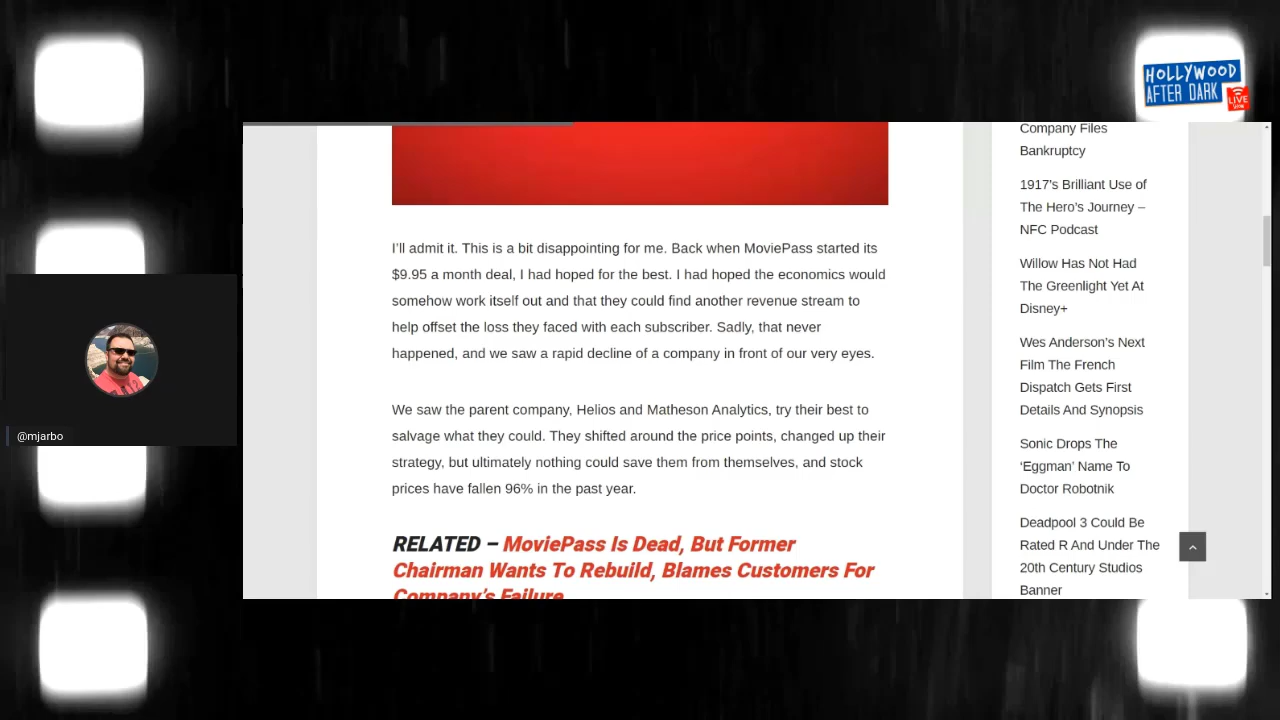 HOLLYWOOD
AFTER DARK
LIVE
SHOW
@mjarbo
I'll admit it. This is a bit disappointing for me. Back when MoviePass started its
$9.95 a month deal, I had hoped for the best. I had hoped the economics would
somehow work itself out and that they could find another revenue stream to
help offset the loss they faced with each subscriber. Sadly, that never
happened, and we saw a rapid decline of a company in front of our very eyes.
We saw the parent company, Helios and Matheson Analytics, try their best to
salvage what they could. They shifted around the price points, changed up their
strategy, but ultimately nothing could save them from themselves, and stock
prices have fallen 96% in the past year.
RELATED – MoviePass Is Dead, But Former
Chairman Wants To Rebuild, Blames Customers For
Company's Failure
Company Files
Bankruptcy
1917's Brilliant Use of
The Hero's Journey –
NFC Podcast
Willow Has Not Had
The Greenlight Yet At
Disney+
Wes Anderson's Next
Film The French
Dispatch Gets First
Details And Synopsis
Sonic Drops The
'Eggman' Name To
Doctor Robotnik
Deadpool 3 Could Be
Rated R And Under The
20th Century Studios
Banner